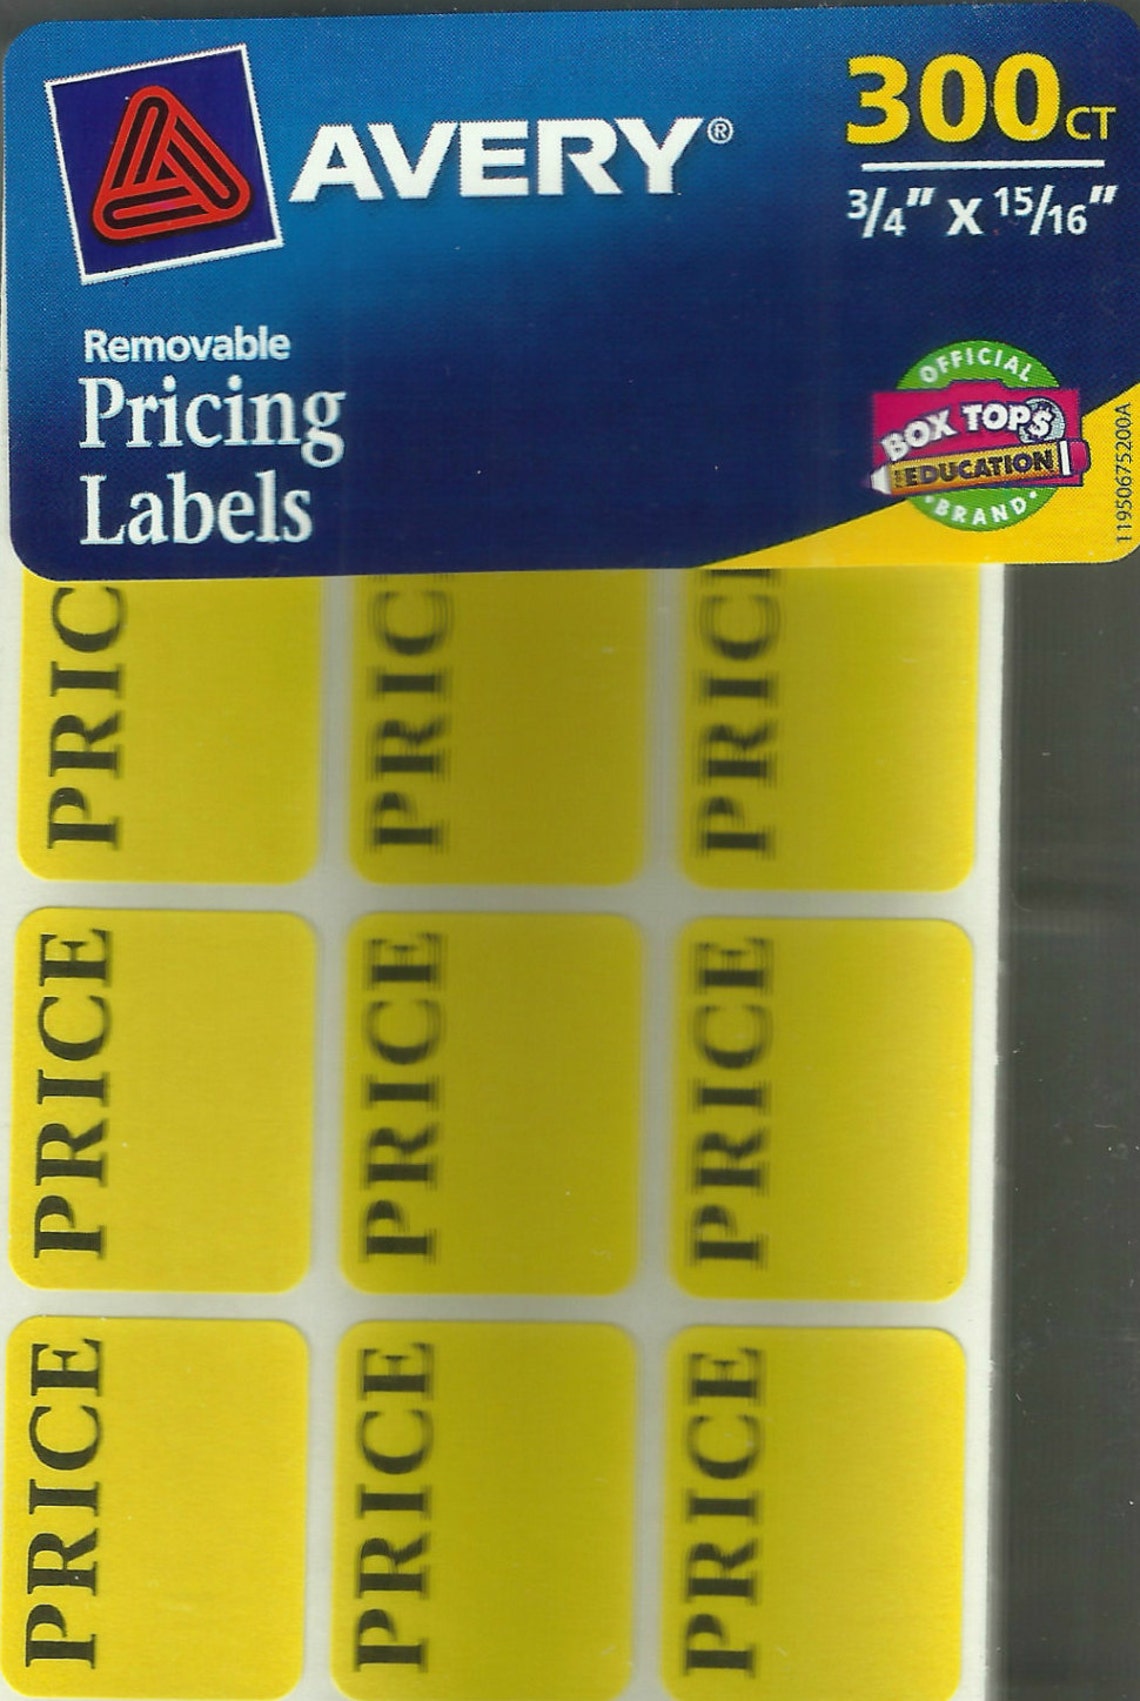 AVERY®
300CT
3/4" x 15/16"
Removable
Pricing
Labels
OFFICIAL
BOX TOPS
FOR EDUCATION
BRAND
11950675200A
PRIC
PRIC
PRIC
PRICE
PRICE
PRICE
PRICE
PRICE
PRICE